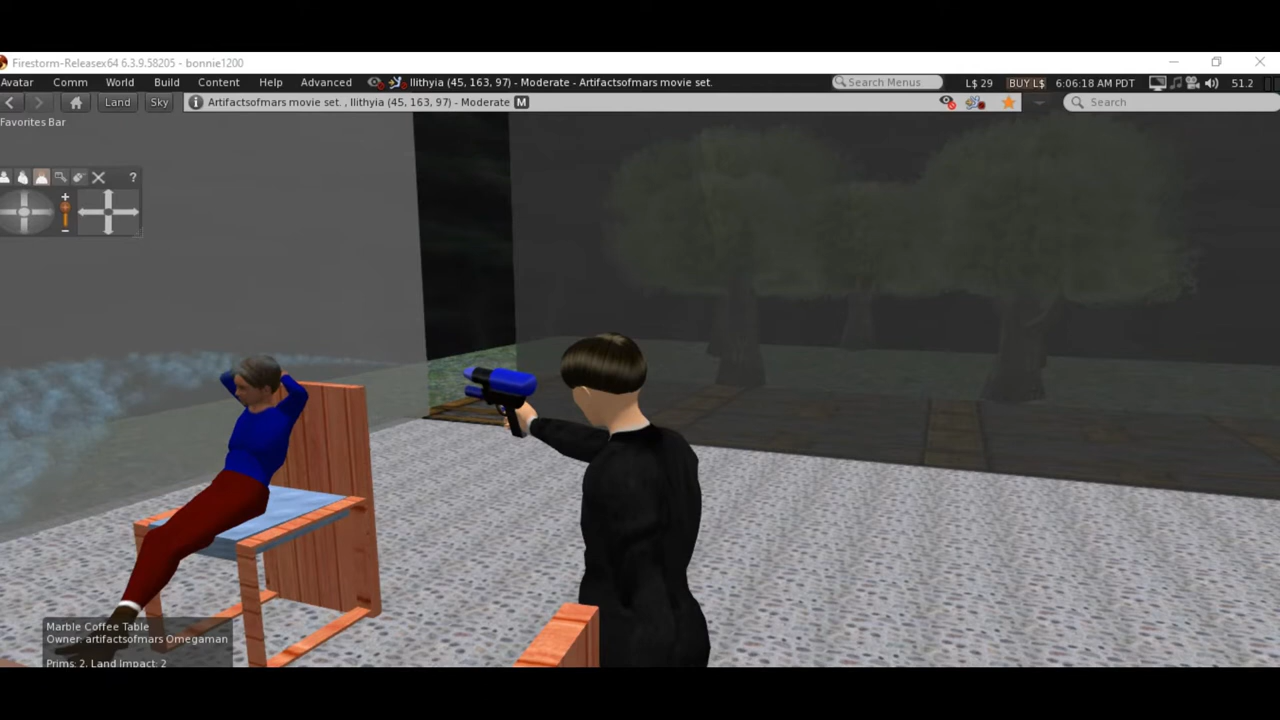 Firestorm-Releasex64 6.3.9.58205 - bonnie1200
Avatar Comm World Build Content Help Advanced Ilithyia (45, 163, 97) - Moderate - Artifactsofmars movie set. Search Menus L$ 29 BUY L$ 6:06:18 AM PDT 51.2
Land Sky Artifactsofmars movie set. , Ilithyia (45, 163, 97) - Moderate M Search
Favorites Bar
?
Marble Coffee Table
Owner: artifactsofmars Omegaman
Prims: 2, Land Impact: 2